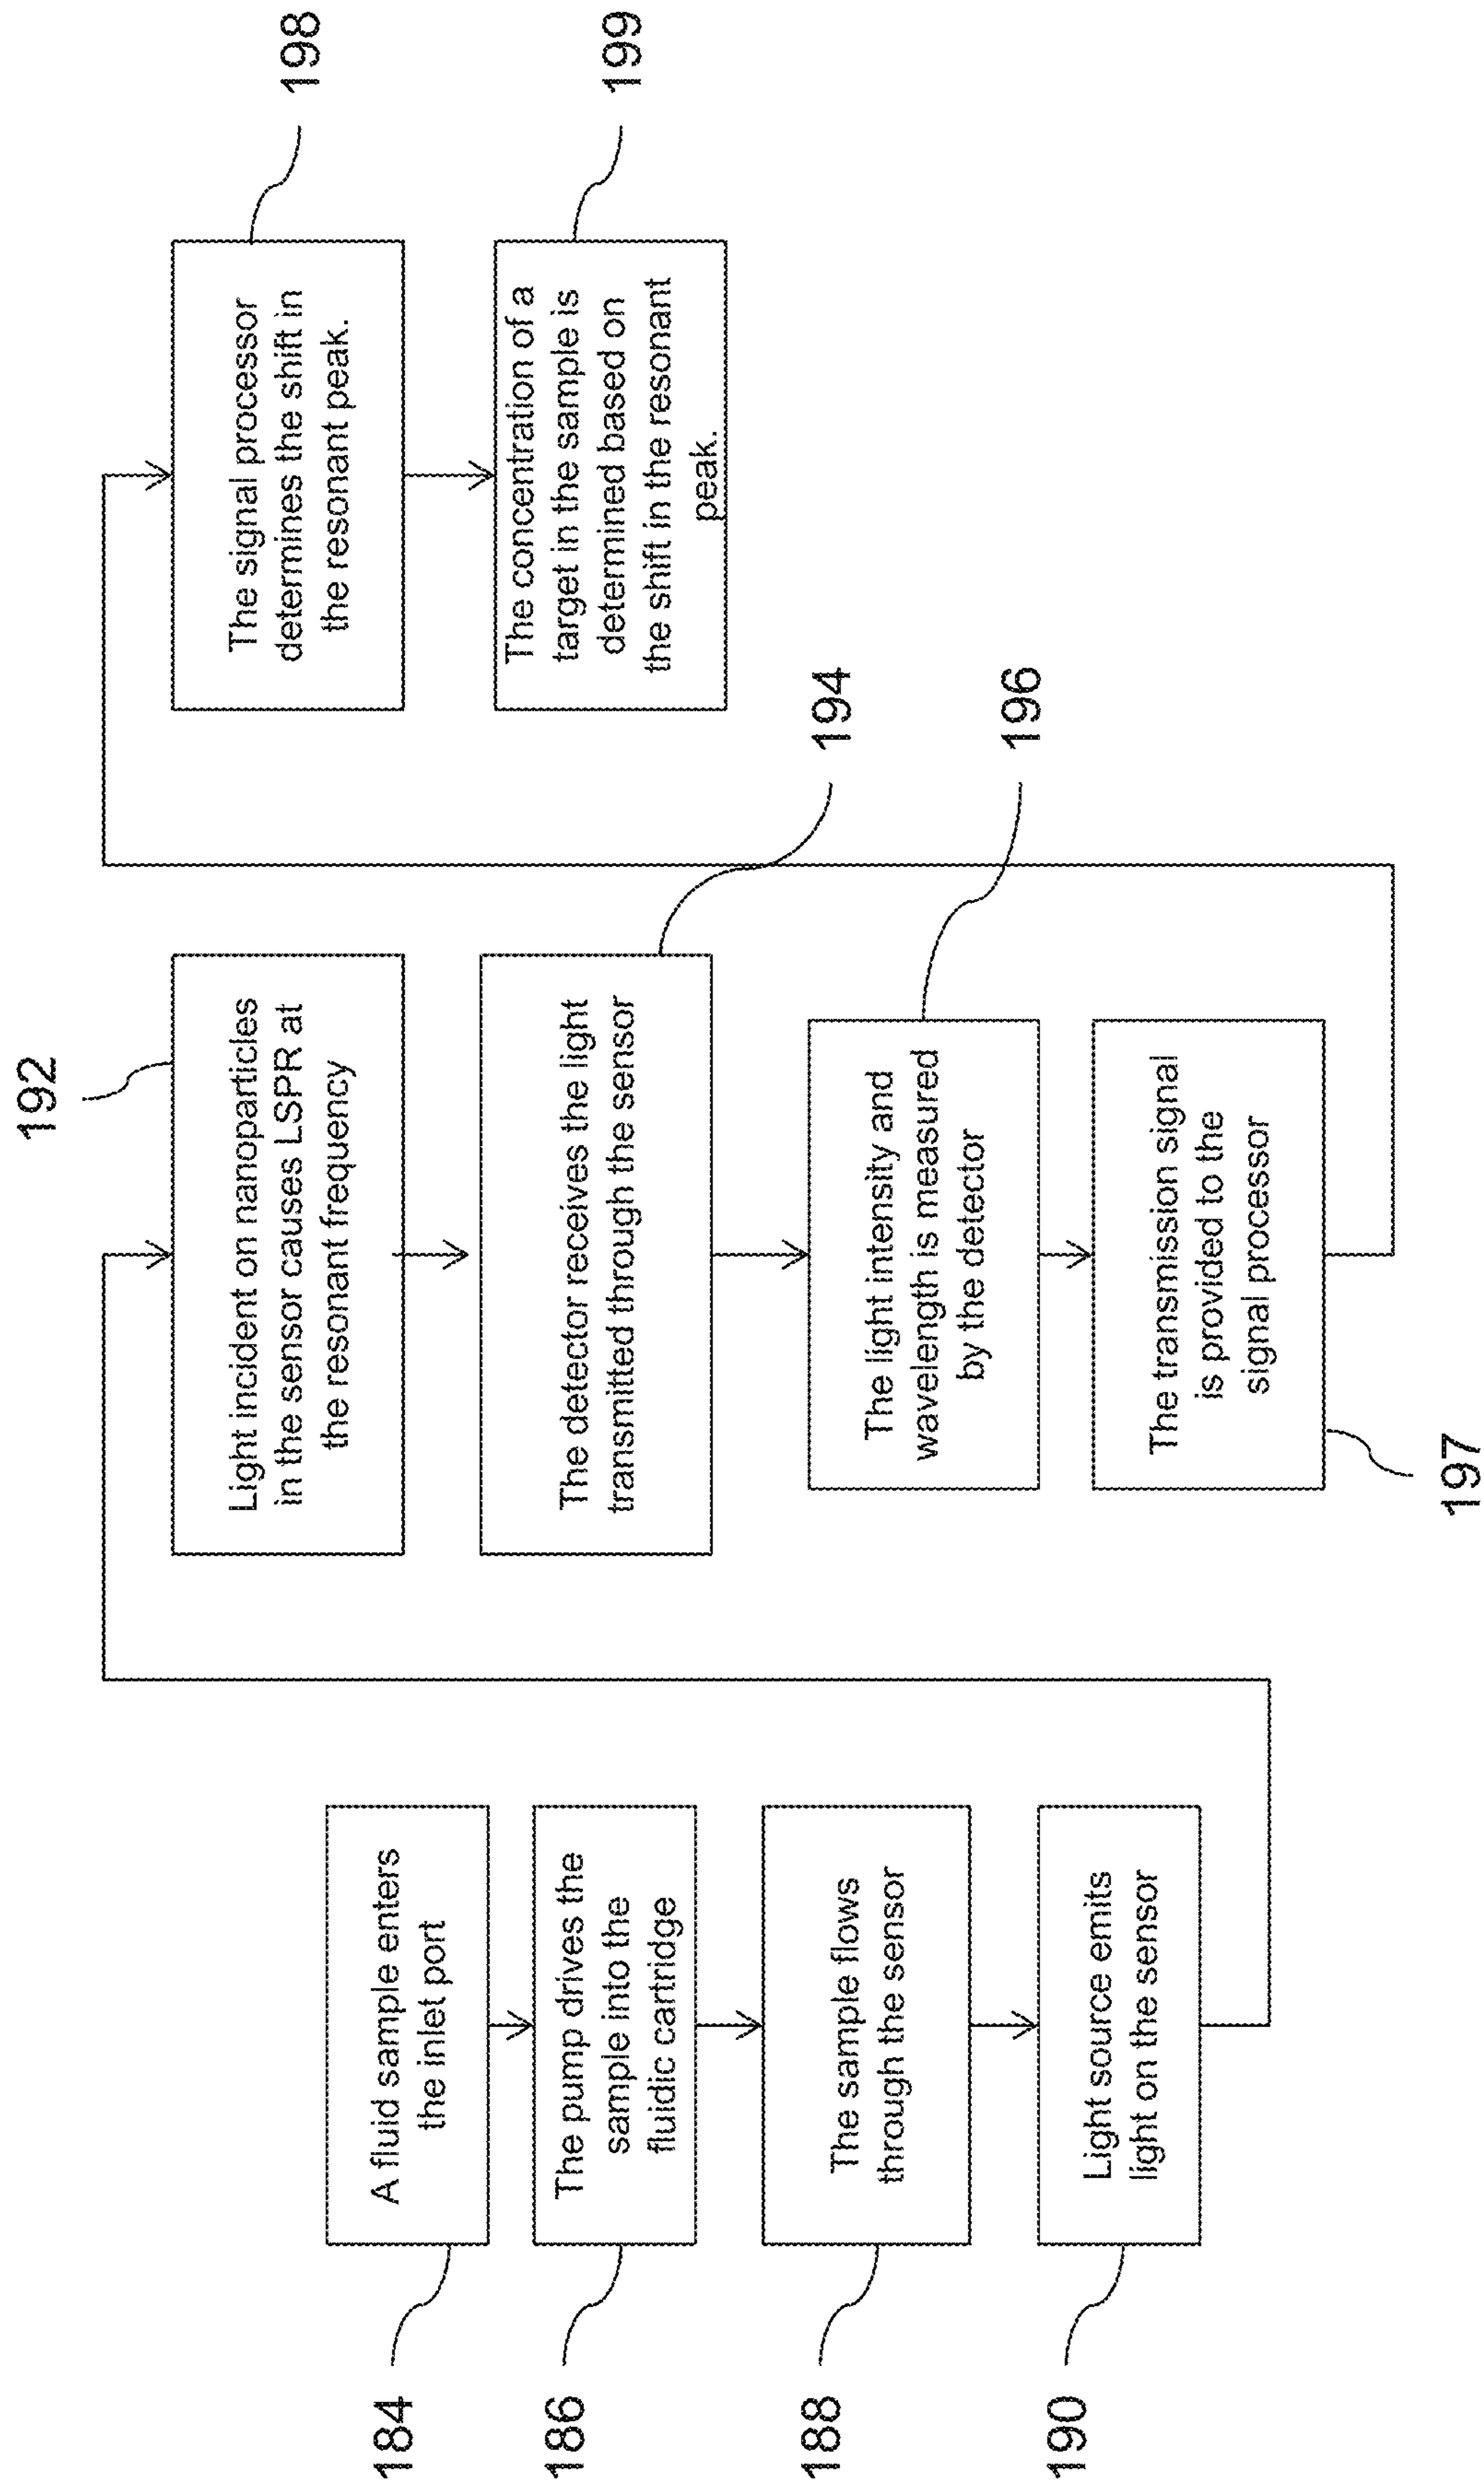 184
A fluid sample enters
the inlet port
186
The pump drives the
sample into the
fluidic cartridge
188
The sample flows
through the sensor
190
Light source emits
light on the sensor
192
Light incident on nanoparticles
in the sensor causes LSPR at
the resonant frequency
194
The detector receives the light
transmitted through the sensor
196
The light intensity and
wavelength is measured
by the detector
197
The transmission signal
is provided to the
signal processor
198
The signal processor
determines the shift in
the resonant peak.
199
The concentration of a
target in the sample is
determined based on
the shift in the resonant
peak.